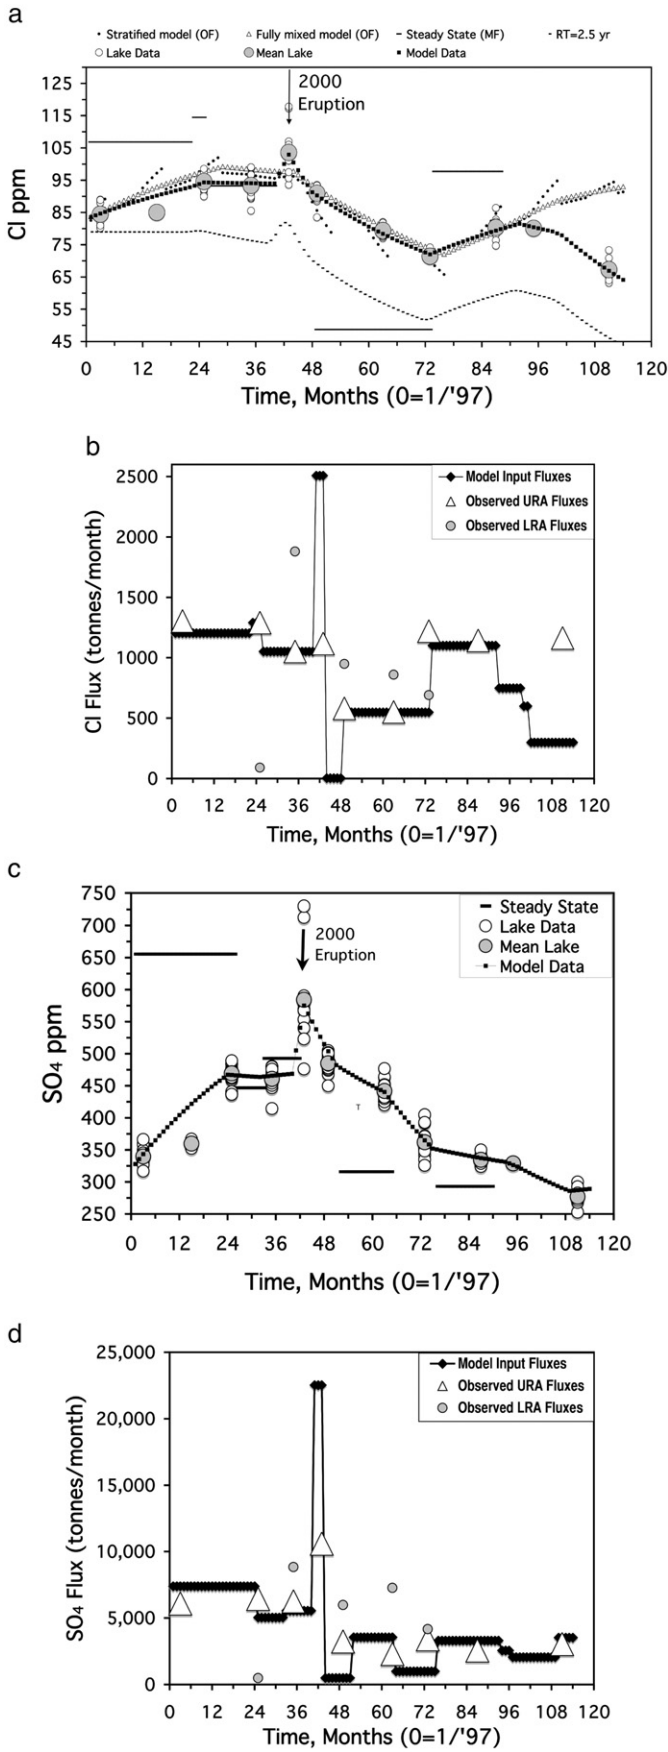 a
• Stratified model (OF) △ Fully mixed model (OF) – Steady State (MF) - RT=2.5 yr
○ Lake Data Mean Lake ▪ Model Data
2000
Eruption
125
115
105
95
85
75
65
55
45
Cl ppm
0 12 24 36 48 60 72 84 96 108 120
Time, Months (0=1/'97)
b
Model Input Fluxes
Observed URA Fluxes
Observed LRA Fluxes
2500
2000
1500
1000
500
0
Cl Flux (tonnes/month)
0 12 24 36 48 60 72 84 96 108 120
Time, Months (0=1/'97)
c
Steady State
Lake Data
Mean Lake
Model Data
2000
Eruption
750
700
650
600
550
500
450
400
350
300
250
SO4 ppm
T
0 12 24 36 48 60 72 84 96 108 120
Time, Months (0=1/'97)
d
Model Input Fluxes
Observed URA Fluxes
Observed LRA Fluxes
25,000
20,000
15,000
10,000
5,000
0
SO4 Flux (tonnes/month)
0 12 24 36 48 60 72 84 96 108 120
Time, Months (0=1/'97)